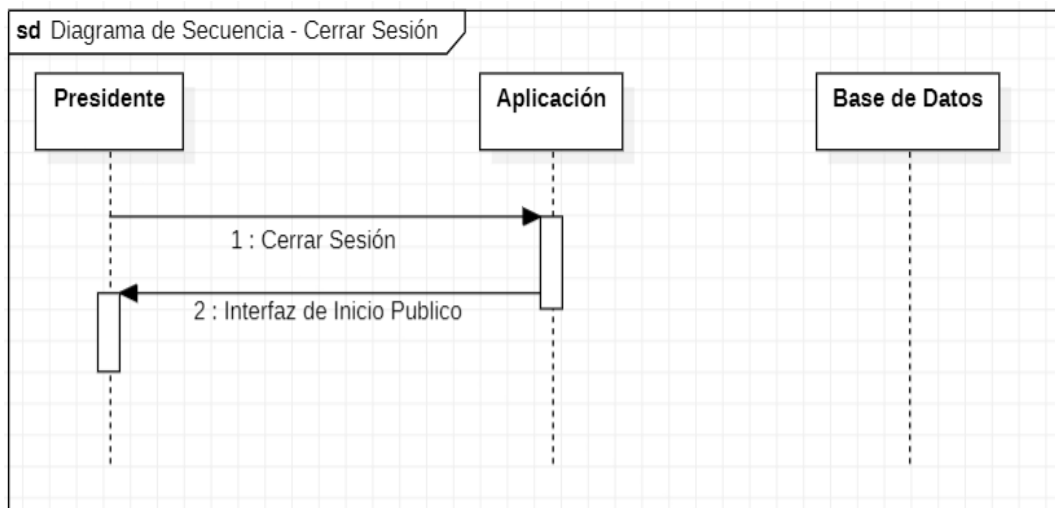 sd Diagrama de Secuencia - Cerrar Sesión
Presidente
Aplicación
Base de Datos
1 : Cerrar Sesión
2 : Interfaz de Inicio Publico